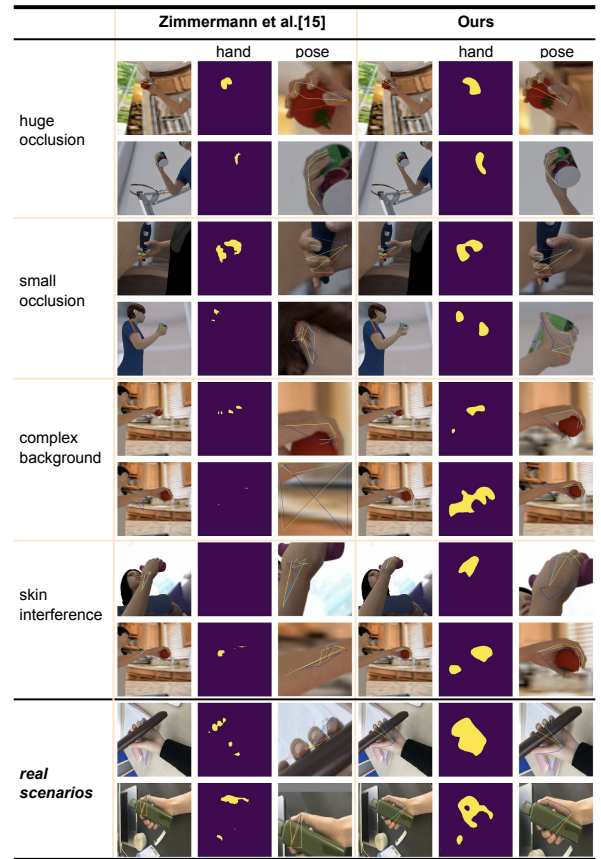 Zimmermann et al.[15] Ours
hand pose hand pose
huge
occlusion
small
occlusion
complex
background
skin
interference
real
scenarios